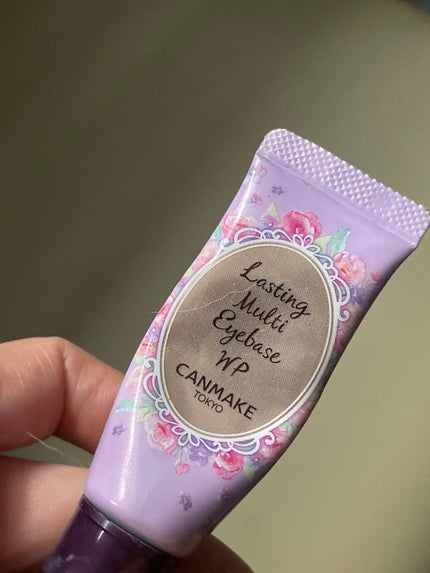 Lasting
Multi
Eyebase
WP
CANMAKE
TOKYO